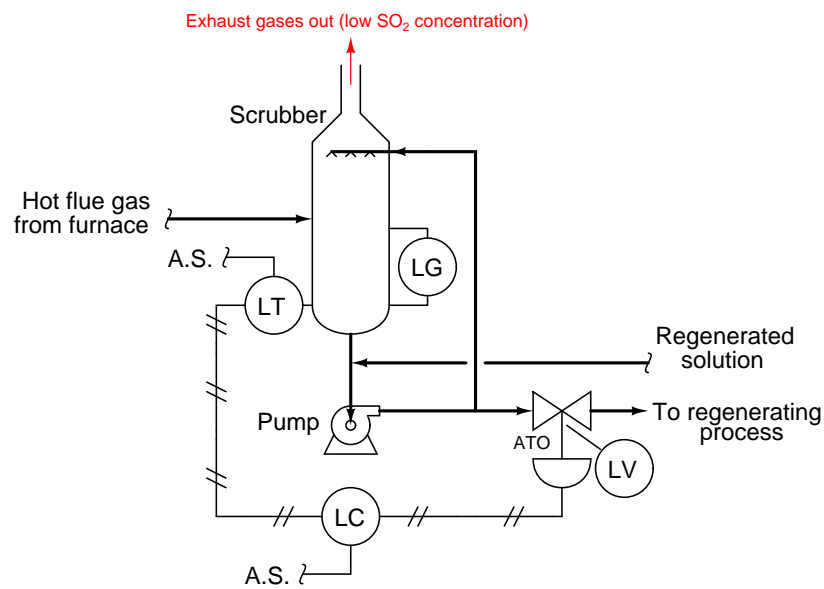 Exhaust gases out (low SO2 concentration)
Scrubber
Hot flue gas
from furnace
A.S.
LG
LT
Regenerated
solution
Pump
To regenerating
process
ATO
LV
LC
A.S.